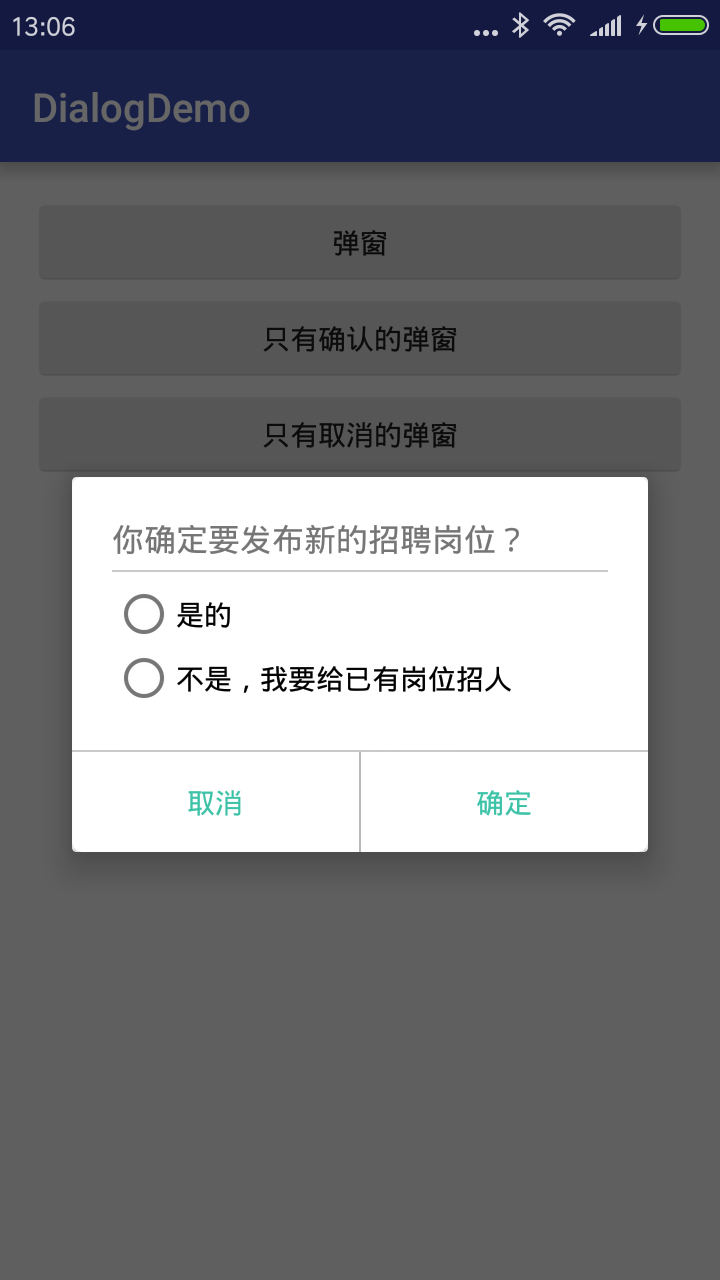 13:06
DialogDemo
弹窗
只有确认的弹窗
只有取消的弹窗
你确定要发布新的招聘岗位？
是的
不是，我要给已有岗位招人
取消 确定